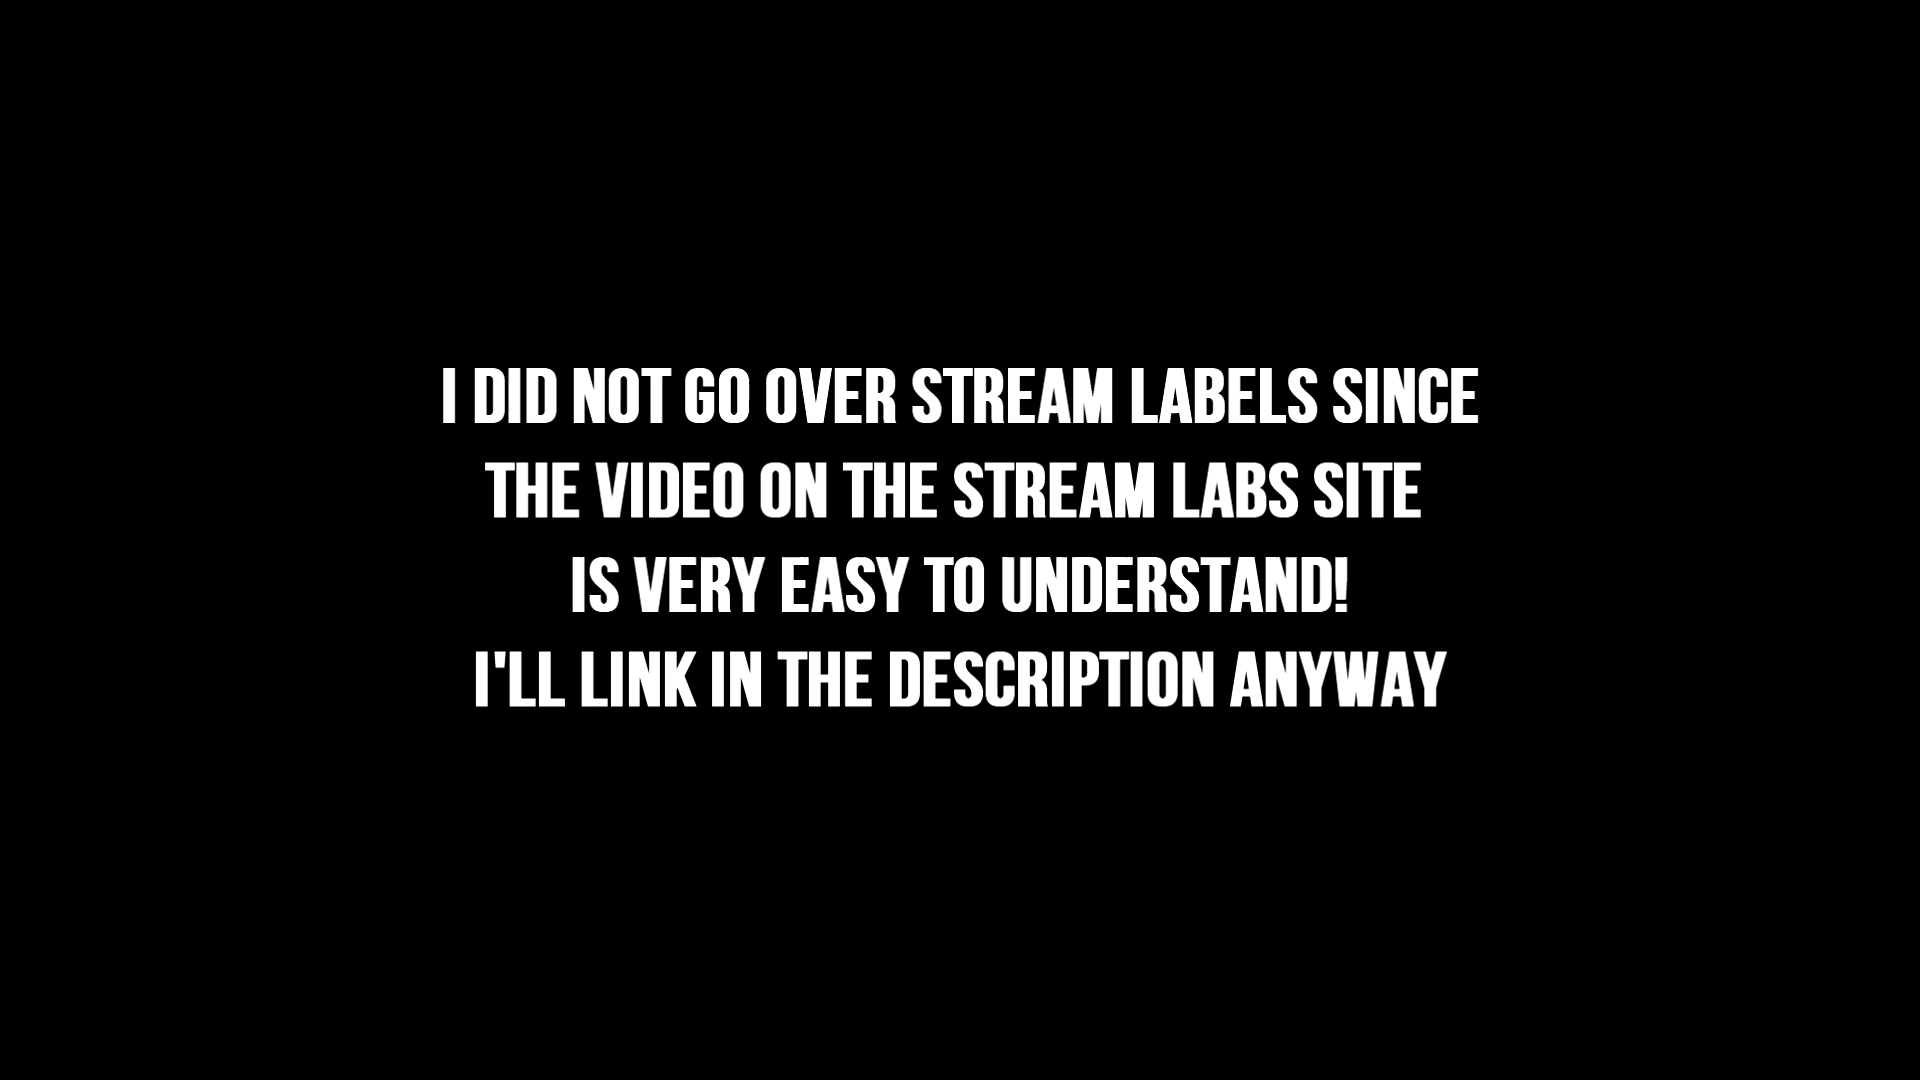 I DID NOT GO OVER STREAM LABELS SINCE
THE VIDEO ON THE STREAM LABS SITE
IS VERY EASY TO UNDERSTAND!
I'LL LINK IN THE DESCRIPTION ANYWAY